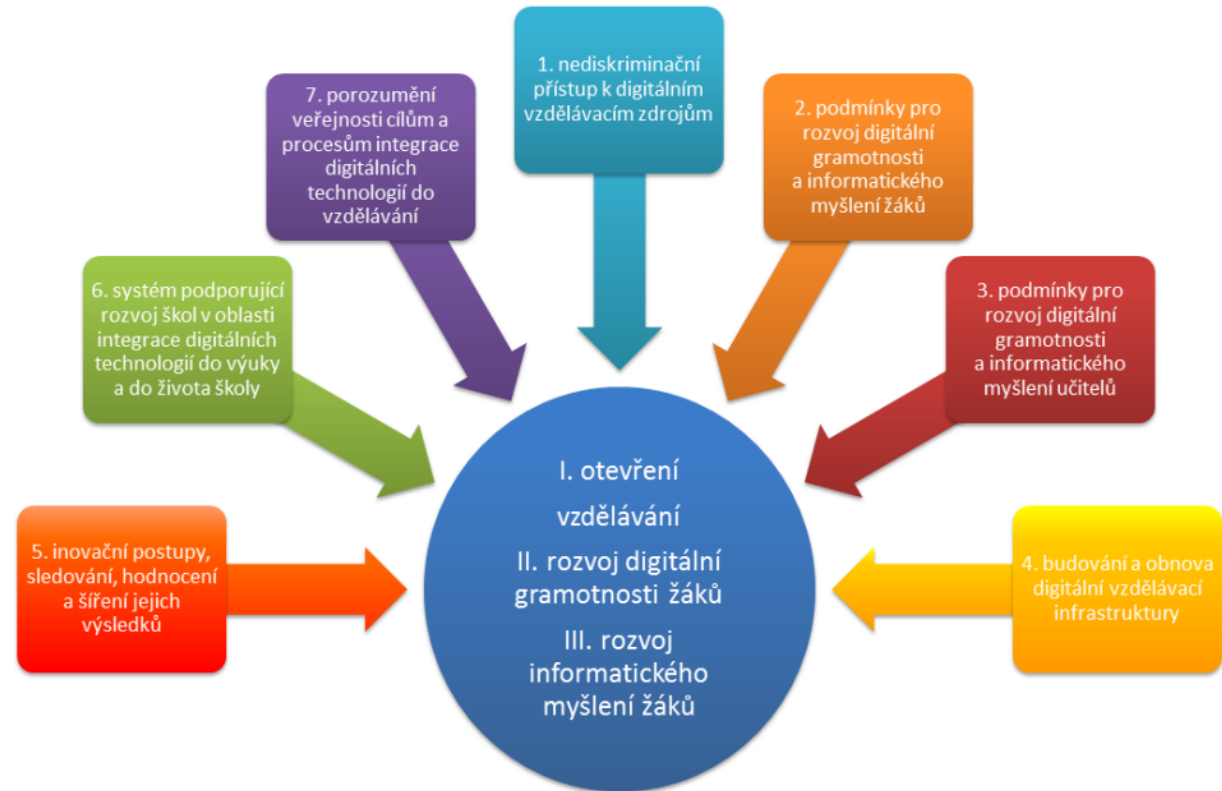 1. nediskriminační
přístup k digitálním
vzdělávacím zdrojům
2. podmínky pro
rozvoj digitální
gramotnosti
a informatického
myšlení žáků
3. podmínky pro
rozvoj digitální
gramotnosti
a informatického
myšlení učitelů
4. budování a obnova
digitální vzdělávací
infrastruktury
5. inovační postupy,
sledování, hodnocení
a šíření jejich
výsledků
6. systém podporující
rozvoj škol v oblasti
integrace digitálních
technologií do výuky
a do života školy
7. porozumění
veřejnosti cílům a
procesům integrace
digitálních
technologií do
vzdělávání
I. otevření
vzdělávání
II. rozvoj digitální
gramotnosti žáků
III. rozvoj
informatického
myšlení žáků